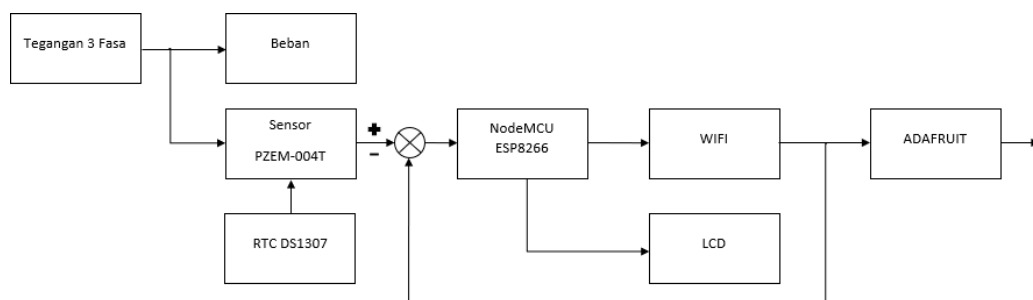 Tegangan 3 Fasa
Beban
Sensor
PZEM-004T
+
-
NodeMCU
ESP8266
WIFI
ADAFRUIT
RTC DS1307
LCD